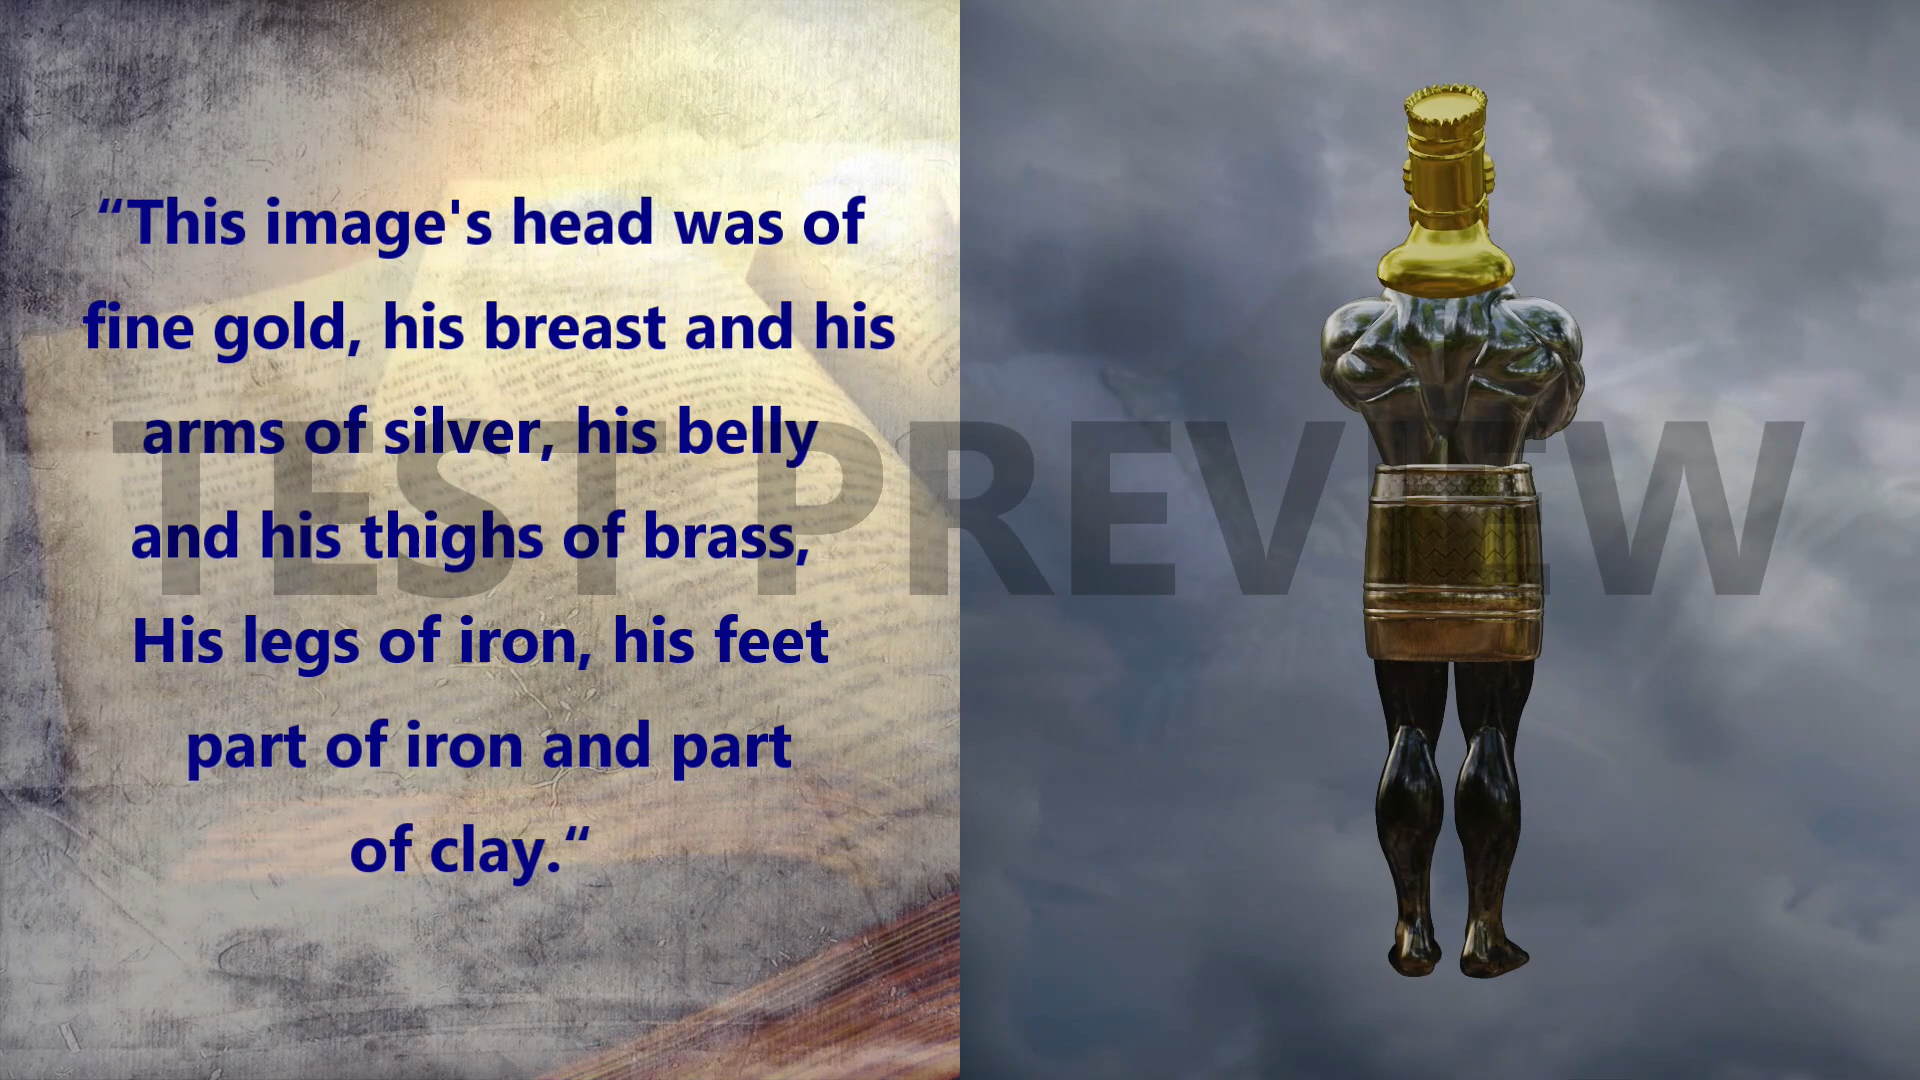 “This image's head was of
fine gold, his breast and his
arms of silver, his belly
and his thighs of brass,
His legs of iron, his feet
part of iron and part
of clay.“
TEST PREVIEW